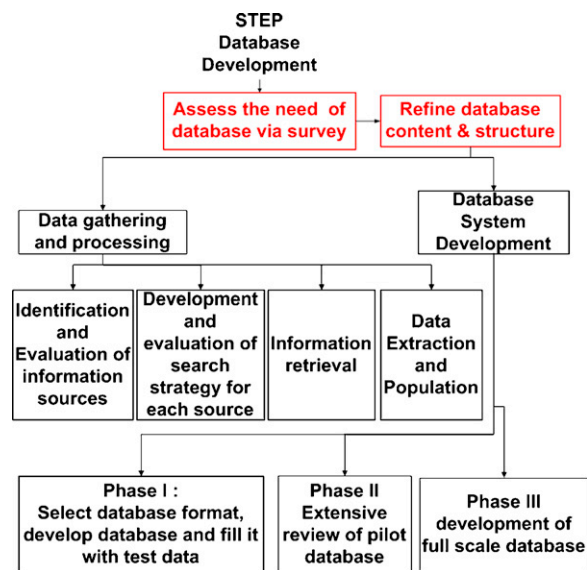 STEP
Database
Development
Assess the need of
database via survey
Refine database
content & structure
Data gathering
and processing
Database
System
Development
Identification
and
Evaluation of
information
sources
Development
and
evaluation of
search
strategy for
each source
Information
retrieval
Data
Extraction
and
Population
Phase I :
Select database format,
develop database and fill it
with test data
Phase II
Extensive
review of pilot
database
Phase III
development of
full scale database